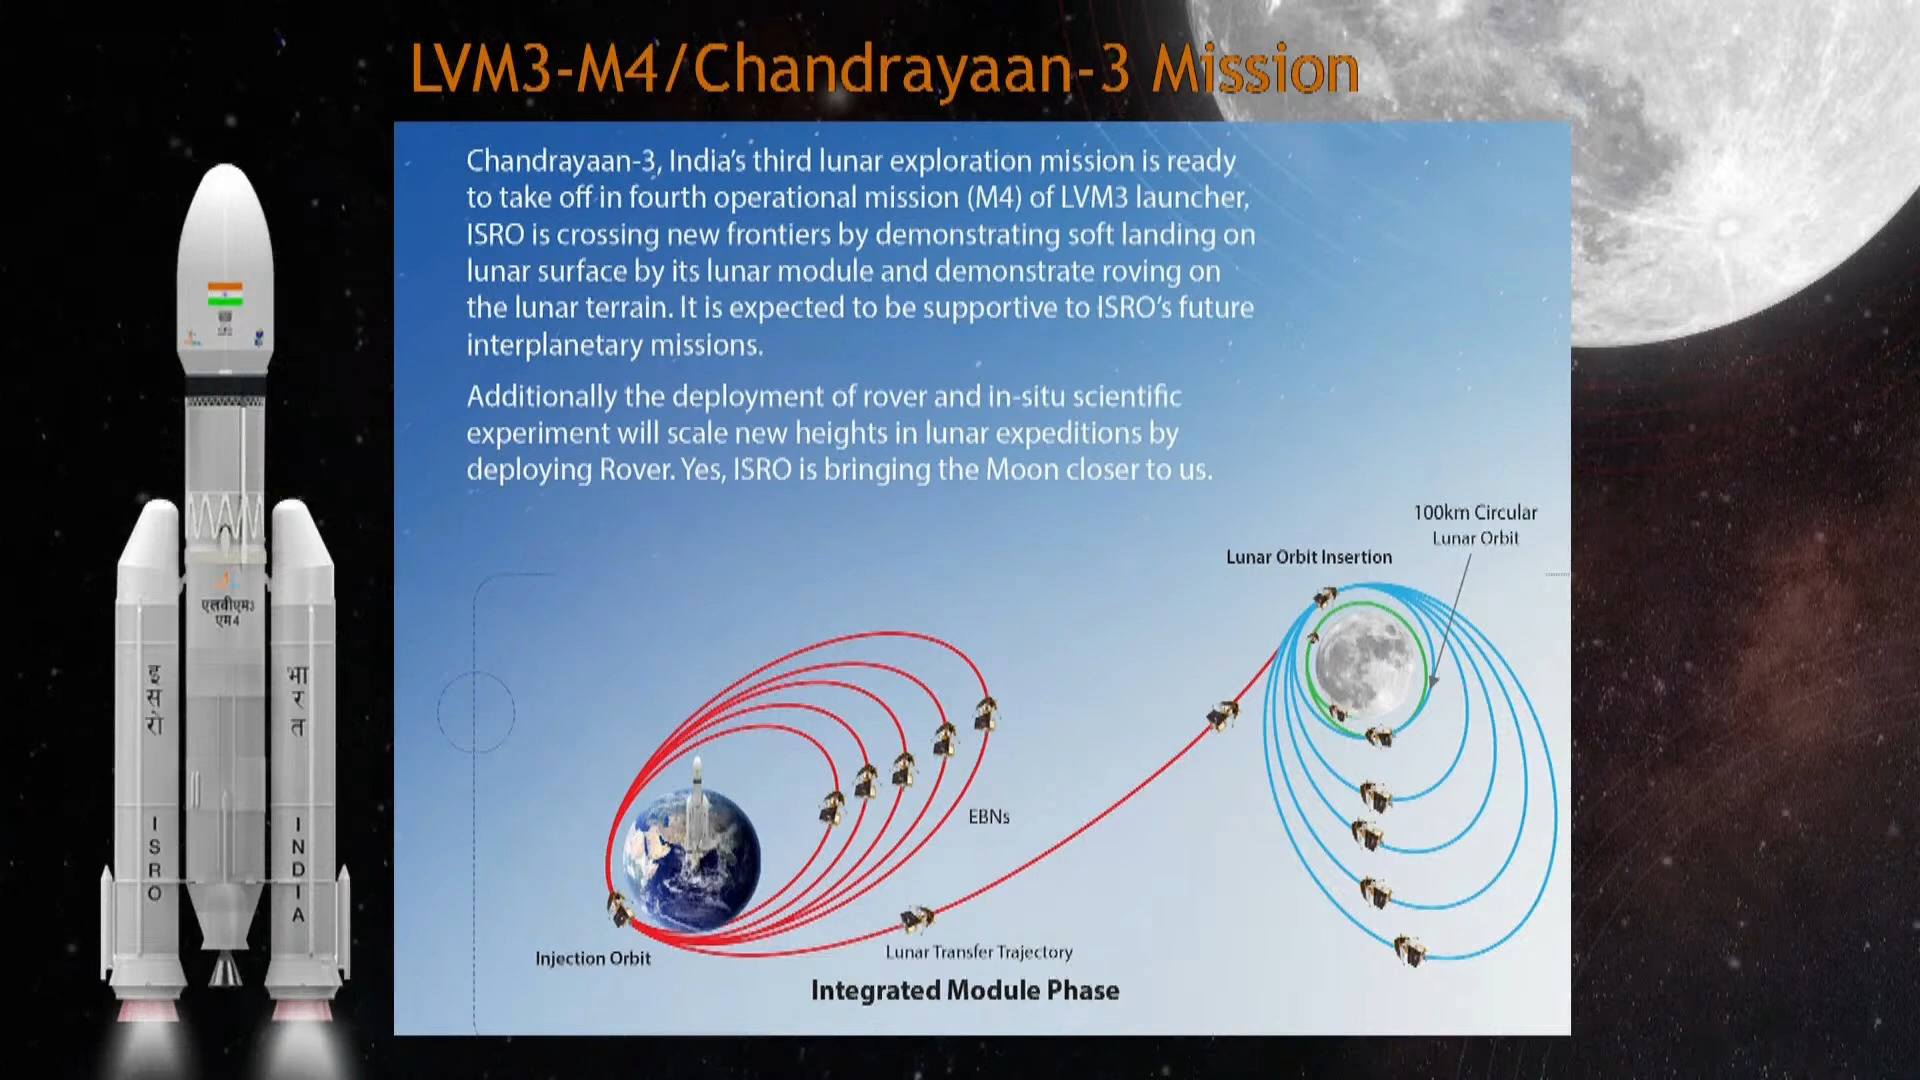 LVM3-M4/Chandrayaan-3 Mission
Chandrayaan-3, India's third lunar exploration mission is ready
to take off in fourth operational mission (M4) of LVM3 launcher,
ISRO is crossing new frontiers by demonstrating soft landing on
lunar surface by its lunar module and demonstrate roving on
the lunar terrain. It is expected to be supportive to ISRO's future
interplanetary missions.
Additionally the deployment of rover and in-situ scientific
experiment will scale new heights in lunar expeditions by
deploying Rover. Yes, ISRO is bringing the Moon closer to us.
100km Circular
Lunar Orbit
Lunar Orbit Insertion
EBNs
Injection Orbit
Lunar Transfer Trajectory
Integrated Module Phase
एलवीएम3
एम4
इसरो
भारत
ISRO
INDIA